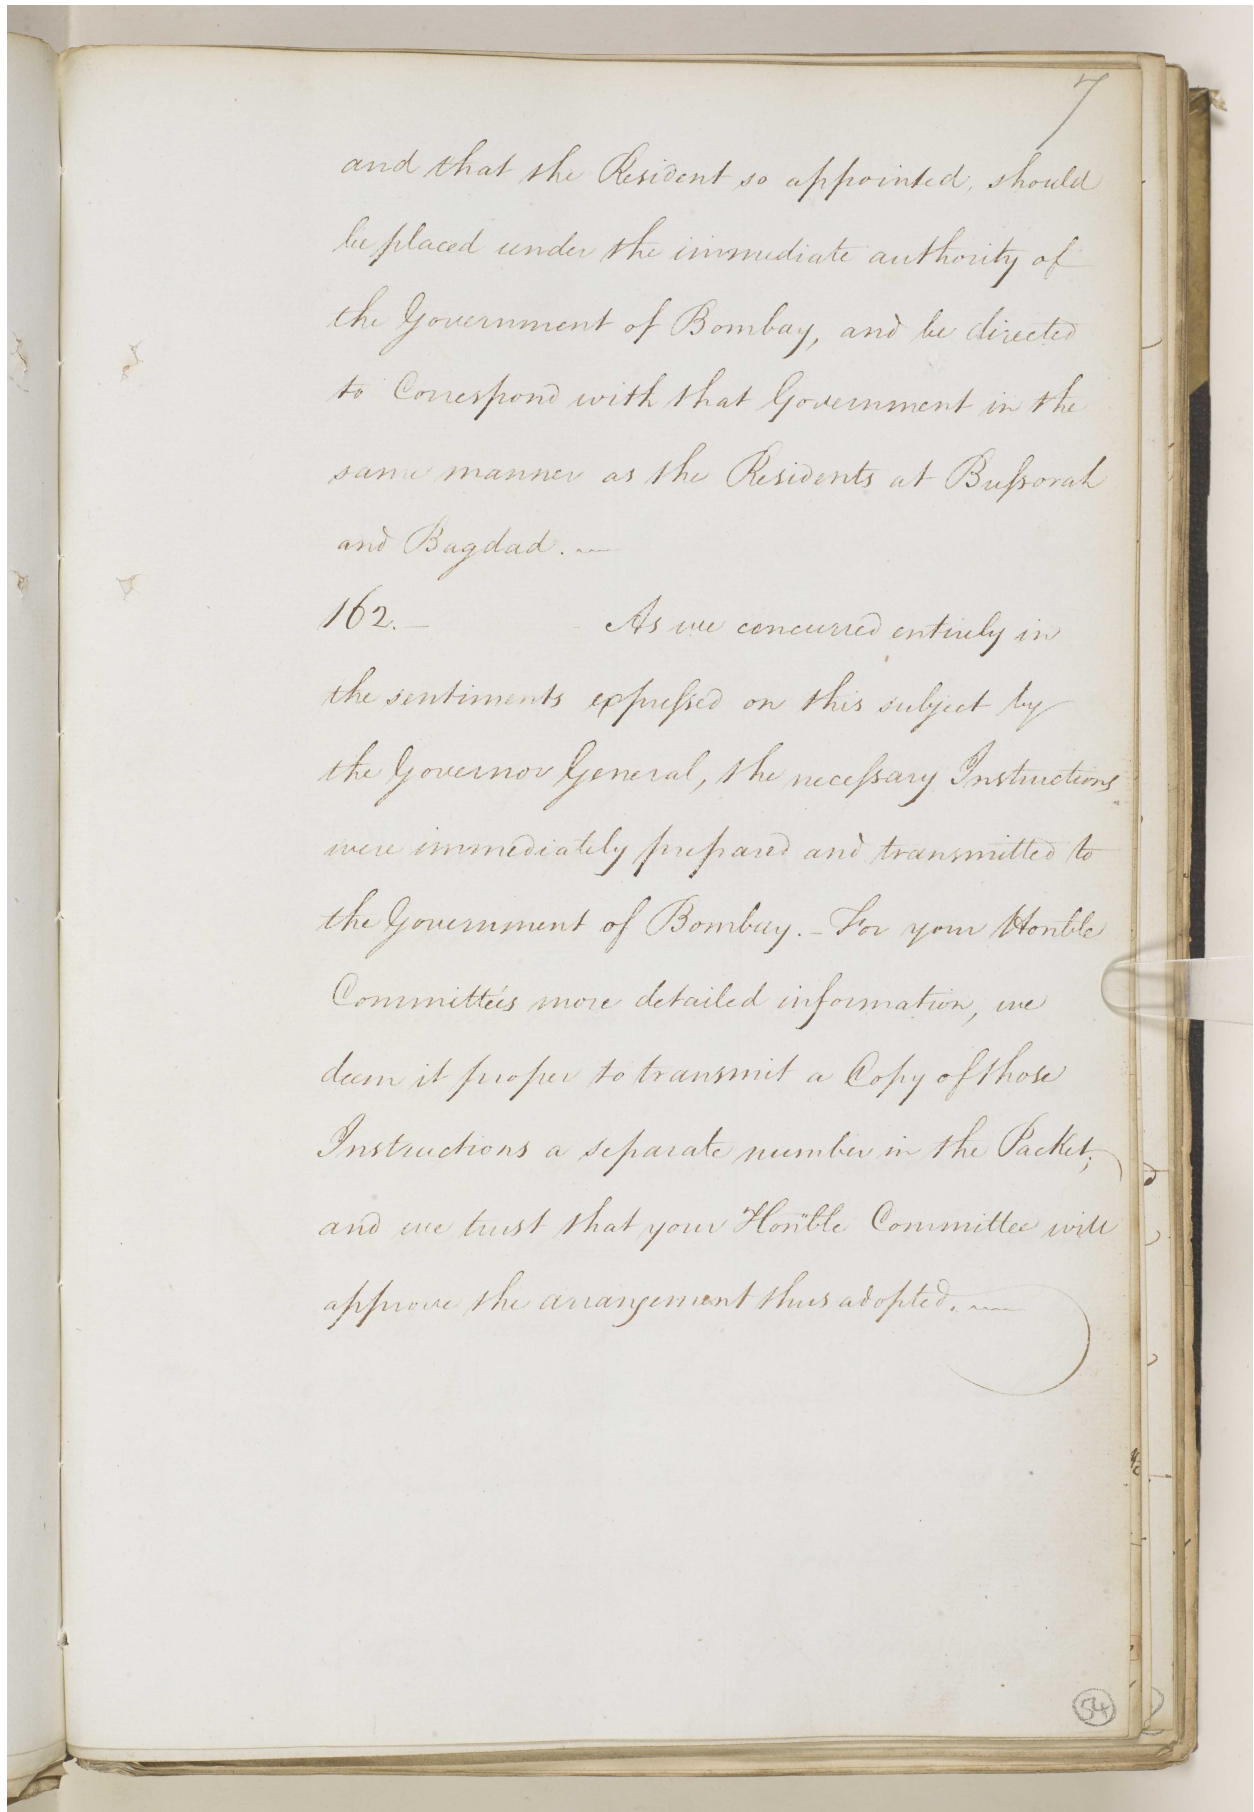 7
and that the Resident so appointed, should
be placed under the immediate authority of
the Government of Bombay, and be directed
to Correspond with that Government in the
same manner as the Residents at Bufsorah
and Bagdad. —
162. — As we concurred entirely in
the sentiments exprefsed on this subject by
the Governor General, the necefsary Instructions
were immediately prepared and transmitted to
the Government of Bombay. – For your Honble
Committees more detailed information, we
deem it proper to transmit a Copy of those
Instructions a separate number in the Packet;
and we trust that your Honble Committee will
approve the arrangement thus adopted. —
54